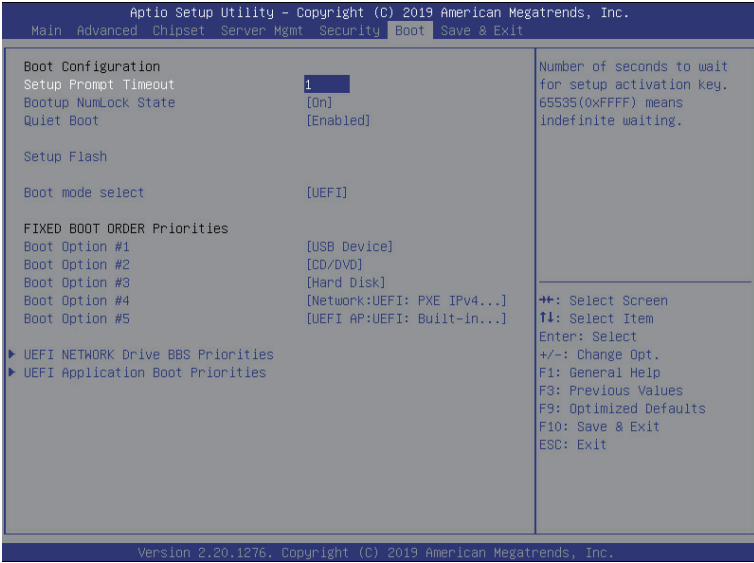 Aptio Setup Utility – Copyright (C) 2019 American Megatrends, Inc.
Main Advanced Chipset Server Mgmt Security Boot Save & Exit
Boot Configuration
Setup Prompt Timeout 1
Bootup NumLock State [On]
Quiet Boot [Enabled]
Setup Flash
Boot mode select [UEFI]
FIXED BOOT ORDER Priorities
Boot Option #1 [USB Device]
Boot Option #2 [CD/DVD]
Boot Option #3 [Hard Disk]
Boot Option #4 [Network:UEFI: PXE IPv4...]
Boot Option #5 [UEFI AP:UEFI: Built-in...]
UEFI NETWORK Drive BBS Priorities
UEFI Application Boot Priorities
Number of seconds to wait
for setup activation key.
65535(0xFFFF) means
indefinite waiting.
→←: Select Screen
↑↓: Select Item
Enter: Select
+/-: Change Opt.
F1: General Help
F3: Previous Values
F9: Optimized Defaults
F10: Save & Exit
ESC: Exit
Version 2.20.1276. Copyright (C) 2019 American Megatrends, Inc.